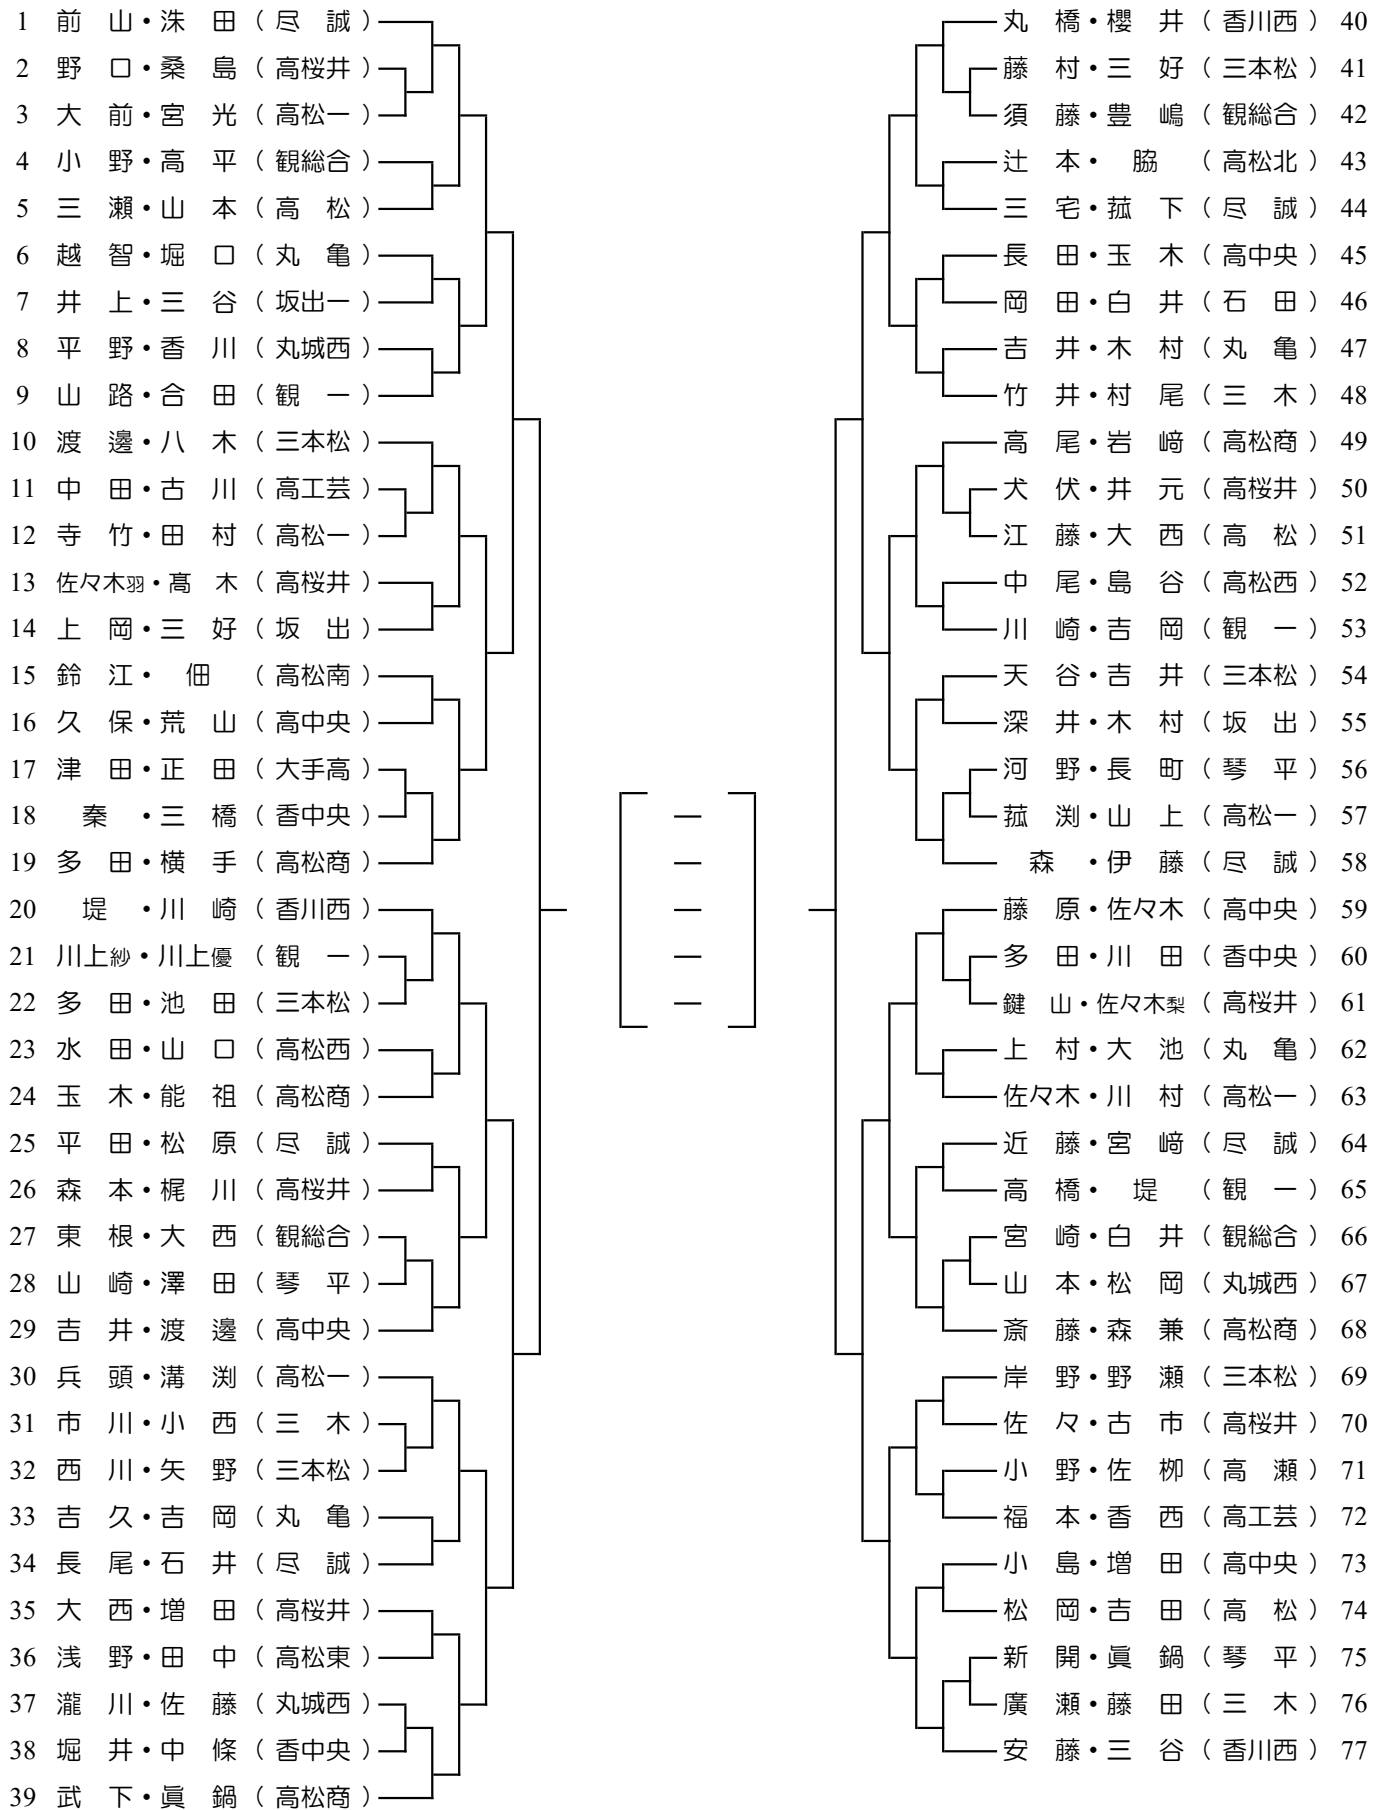 1 前 山・洙 田 ( 尽 誠 )
2 野 口・桑 島 ( 高桜井 )
3 大 前・宮 光 ( 高松一 )
4 小 野・高 平 ( 観総合 )
5 三 瀬・山 本 ( 高 松 )
6 越 智・堀 口 ( 丸 亀 )
7 井 上・三 谷 ( 坂出一 )
8 平 野・香 川 ( 丸城西 )
9 山 路・合 田 ( 観 一 )
10 渡 邊・八 木 ( 三本松 )
11 中 田・古 川 ( 高工芸 )
12 寺 竹・田 村 ( 高松一 )
13 佐々木羽・髙 木 ( 高桜井 )
14 上 岡・三 好 ( 坂 出 )
15 鈴 江・ 佃 ( 高松南 )
16 久 保・荒 山 ( 高中央 )
17 津 田・正 田 ( 大手高 )
18 秦 ・三 橋 ( 香中央 )
19 多 田・横 手 ( 高松商 )
20 堤 ・川 崎 ( 香川西 )
21 川上紗・川上優 ( 観 一 )
22 多 田・池 田 ( 三本松 )
23 水 田・山 口 ( 高松西 )
24 玉 木・能 祖 ( 高松商 )
25 平 田・松 原 ( 尽 誠 )
26 森 本・梶 川 ( 高桜井 )
27 東 根・大 西 ( 観総合 )
28 山 崎・澤 田 ( 琴 平 )
29 吉 井・渡 邊 ( 高中央 )
30 兵 頭・溝 渕 ( 高松一 )
31 市 川・小 西 ( 三 木 )
32 西 川・矢 野 ( 三本松 )
33 吉 久・吉 岡 ( 丸 亀 )
34 長 尾・石 井 ( 尽 誠 )
35 大 西・増 田 ( 高桜井 )
36 浅 野・田 中 ( 高松東 )
37 瀧 川・佐 藤 ( 丸城西 )
38 堀 井・中 條 ( 香中央 )
39 武 下・眞 鍋 ( 高松商 )
—
—
—
—
—
丸 橋・櫻 井 ( 香川西 ) 40
藤 村・三 好 ( 三本松 ) 41
須 藤・豊 嶋 ( 観総合 ) 42
辻 本・ 脇 ( 高松北 ) 43
三 宅・菰 下 ( 尽 誠 ) 44
長 田・玉 木 ( 高中央 ) 45
岡 田・白 井 ( 石 田 ) 46
吉 井・木 村 ( 丸 亀 ) 47
竹 井・村 尾 ( 三 木 ) 48
高 尾・岩 﨑 ( 高松商 ) 49
犬 伏・井 元 ( 高桜井 ) 50
江 藤・大 西 ( 高 松 ) 51
中 尾・島 谷 ( 高松西 ) 52
川 崎・吉 岡 ( 観 一 ) 53
天 谷・吉 井 ( 三本松 ) 54
深 井・木 村 ( 坂 出 ) 55
河 野・長 町 ( 琴 平 ) 56
菰 渕・山 上 ( 高松一 ) 57
森 ・伊 藤 ( 尽 誠 ) 58
藤 原・佐々木 ( 高中央 ) 59
多 田・川 田 ( 香中央 ) 60
鍵 山・佐々木梨 ( 高桜井 ) 61
上 村・大 池 ( 丸 亀 ) 62
佐々木・川 村 ( 高松一 ) 63
近 藤・宮 﨑 ( 尽 誠 ) 64
高 橋・ 堤 ( 観 一 ) 65
宮 崎・白 井 ( 観総合 ) 66
山 本・松 岡 ( 丸城西 ) 67
斎 藤・森 兼 ( 高松商 ) 68
岸 野・野 瀬 ( 三本松 ) 69
佐 々・古 市 ( 高桜井 ) 70
小 野・佐 栁 ( 高 瀬 ) 71
福 本・香 西 ( 高工芸 ) 72
小 島・増 田 ( 高中央 ) 73
松 岡・吉 田 ( 高 松 ) 74
新 開・眞 鍋 ( 琴 平 ) 75
廣 瀬・藤 田 ( 三 木 ) 76
安 藤・三 谷 ( 香川西 ) 77